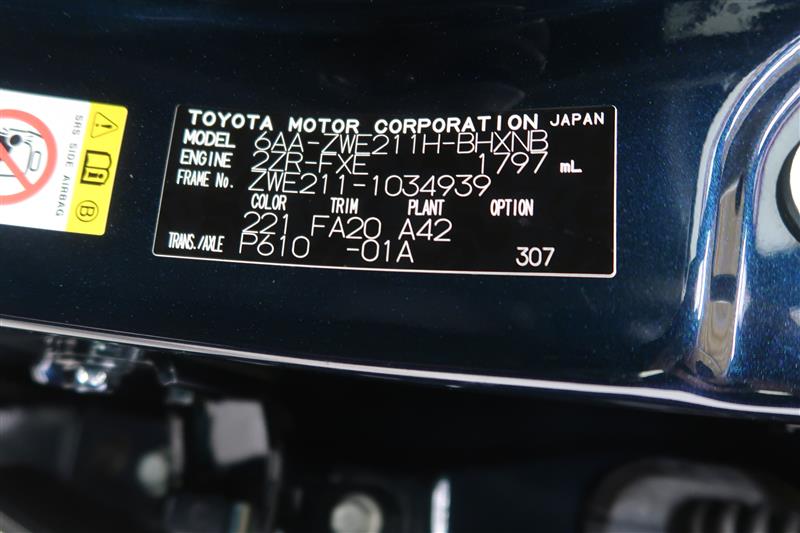 TOYOTA MOTOR CORPORATION JAPAN
MODEL 6AA-ZWE211H-BHXNB
ENGINE 2ZR-FXE 1797 mL
FRAME No. ZWE211-1034939
COLOR TRIM PLANT OPTION
221 FA20 A42
TRANS./AXLE P610 -01A 307
SRS SIDE AIRBAG
B